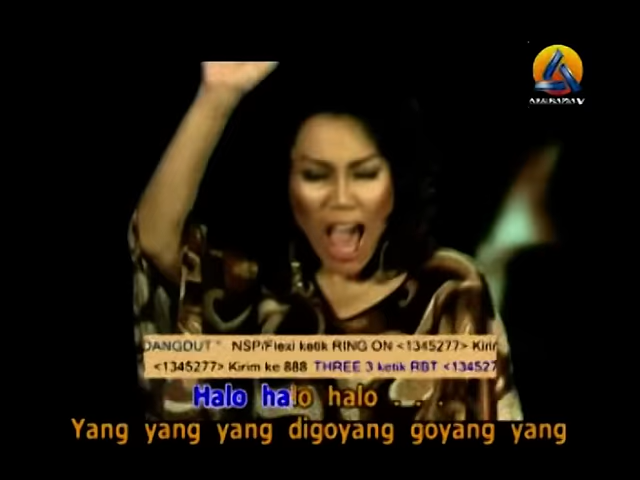 DANGDUT " NSP/Flexi ketik RING ON <1345277> Kirin
<1345277> Kirim ke 888 THREE 3 ketik RBT <134527
Halo halo halo . . .
Yang yang yang digoyang goyang yang